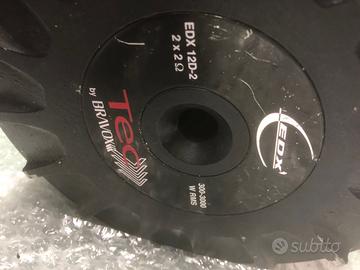 EDX 12D-2
2 x 2 Ω
EDX
Tec
by BRAVOX
300-3000
W RMS
subito